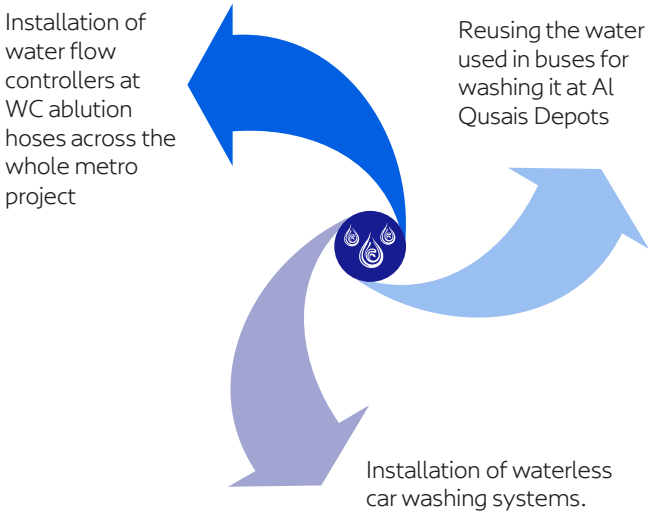 Installation of
water flow
controllers at
WC ablution
hoses across the
whole metro
project
Reusing the water
used in buses for
washing it at Al
Qusais Depots
Installation of waterless
car washing systems.